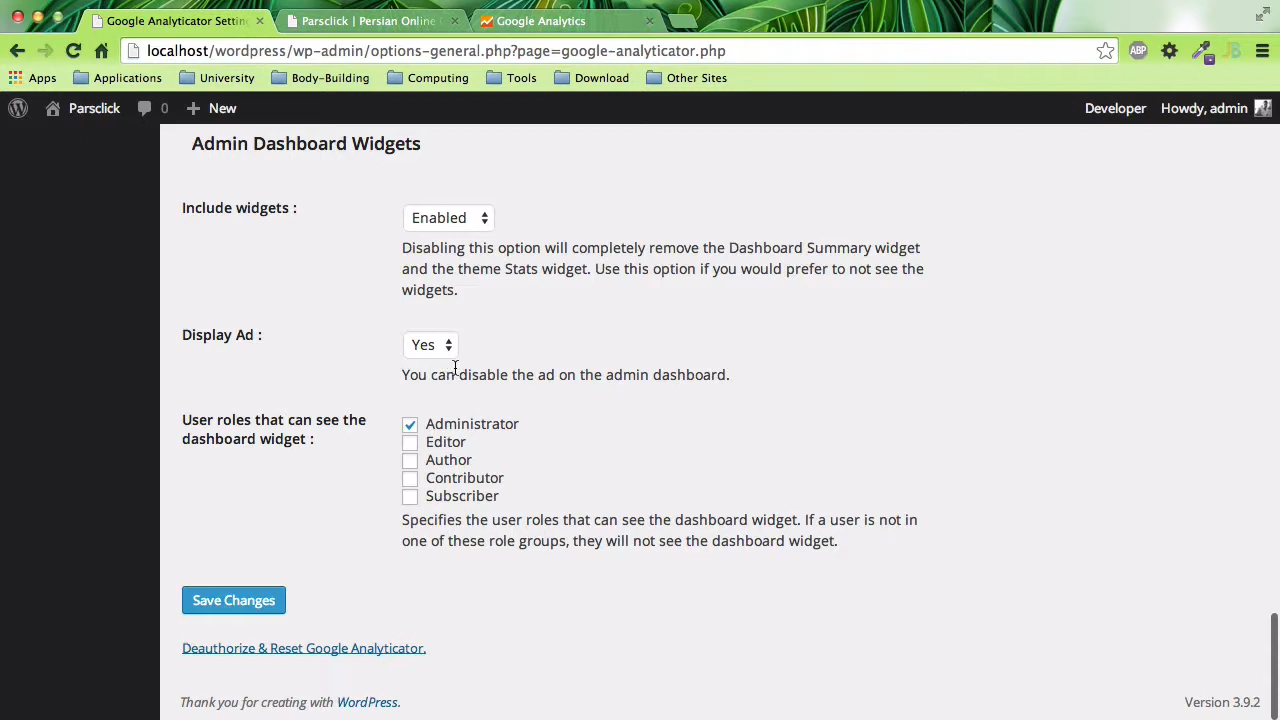 Google Analyticator Settin
Parsclick | Persian Online
Google Analytics
localhost/wordpress/wp-admin/options-general.php?page=google-analyticator.php
ABP
JB
Apps
Applications
University
Body-Building
Computing
Tools
Download
Other Sites
Parsclick
0
New
Developer
Howdy, admin
Admin Dashboard Widgets
Include widgets :
Enabled
Disabling this option will completely remove the Dashboard Summary widget
and the theme Stats widget. Use this option if you would prefer to not see the
widgets.
Display Ad :
Yes
You can disable the ad on the admin dashboard.
User roles that can see the
dashboard widget :
Administrator
Editor
Author
Contributor
Subscriber
Specifies the user roles that can see the dashboard widget. If a user is not in
one of these role groups, they will not see the dashboard widget.
Save Changes
Deauthorize & Reset Google Analyticator.
Thank you for creating with WordPress.
Version 3.9.2